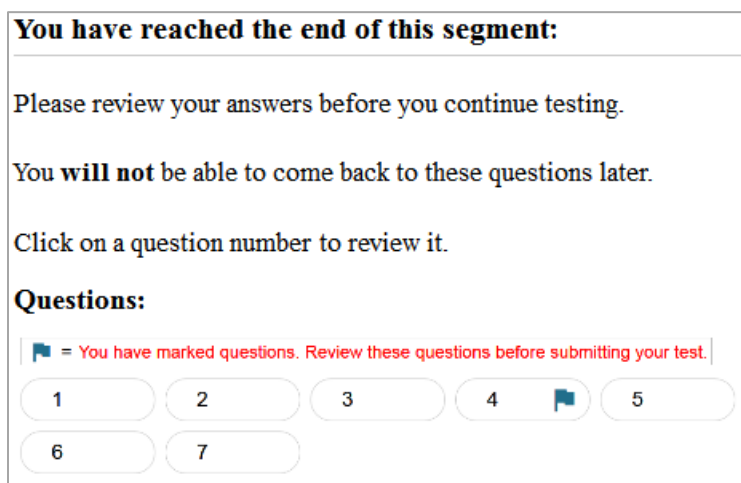 You have reached the end of this segment:
Please review your answers before you continue testing.
You will not be able to come back to these questions later.
Click on a question number to review it.
Questions:
= You have marked questions. Review these questions before submitting your test.
1 2 3 4 5
6 7